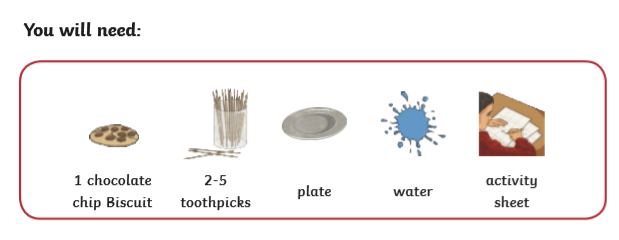 You will need:
1 chocolate
chip Biscuit
2-5
toothpicks
plate
water
activity
sheet